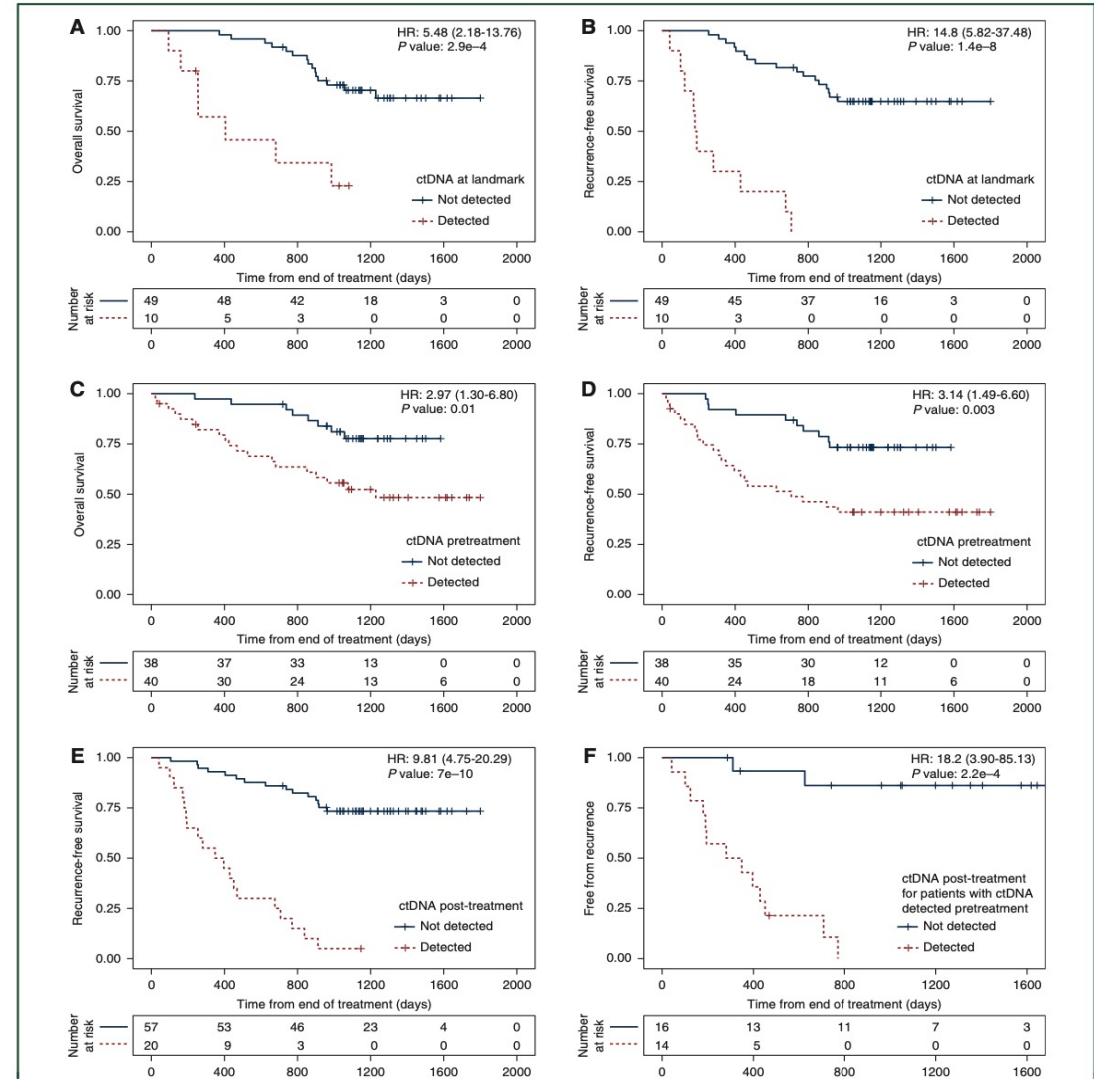 A
1.00
0.75
0.50
0.25
0.00
Overall survival
HR: 5.48 (2.18-13.76)
P value: 2.9e–4
ctDNA at landmark
Not detected
Detected
0 400 800 1200 1600 2000
Time from end of treatment (days)
Number
at risk
49 48 42 18 3 0
10 5 3 0 0 0
0 400 800 1200 1600 2000
B
1.00
0.75
0.50
0.25
0.00
Recurrence-free survival
HR: 14.8 (5.82-37.48)
P value: 1.4e–8
ctDNA at landmark
Not detected
Detected
0 400 800 1200 1600 2000
Time from end of treatment (days)
Number
at risk
49 45 37 16 3 0
10 3 0 0 0 0
0 400 800 1200 1600 2000
C
1.00
0.75
0.50
0.25
0.00
Overall survival
HR: 2.97 (1.30-6.80)
P value: 0.01
ctDNA pretreatment
Not detected
Detected
0 400 800 1200 1600 2000
Time from end of treatment (days)
Number
at risk
38 37 33 13 0 0
40 30 24 13 6 0
0 400 800 1200 1600 2000
D
1.00
0.75
0.50
0.25
0.00
Recurrence-free survival
HR: 3.14 (1.49-6.60)
P value: 0.003
ctDNA pretreatment
Not detected
Detected
0 400 800 1200 1600 2000
Time from end of treatment (days)
Number
at risk
38 35 30 12 0 0
40 24 18 11 6 0
0 400 800 1200 1600 2000
E
1.00
0.75
0.50
0.25
0.00
Recurrence-free survival
HR: 9.81 (4.75-20.29)
P value: 7e–10
ctDNA post-treatment
Not detected
Detected
0 400 800 1200 1600 2000
Time from end of treatment (days)
Number
at risk
57 53 46 23 4 0
20 9 3 0 0 0
0 400 800 1200 1600 2000
F
1.00
0.75
0.50
0.25
0.00
Free from recurrence
HR: 18.2 (3.90-85.13)
P value: 2.2e–4
ctDNA post-treatment
for patients with ctDNA
detected pretreatment
Not detected
Detected
0 400 800 1200 1600
Time from end of treatment (days)
Number
at risk
16 13 11 7 3
14 5 0 0 0
0 400 800 1200 1600